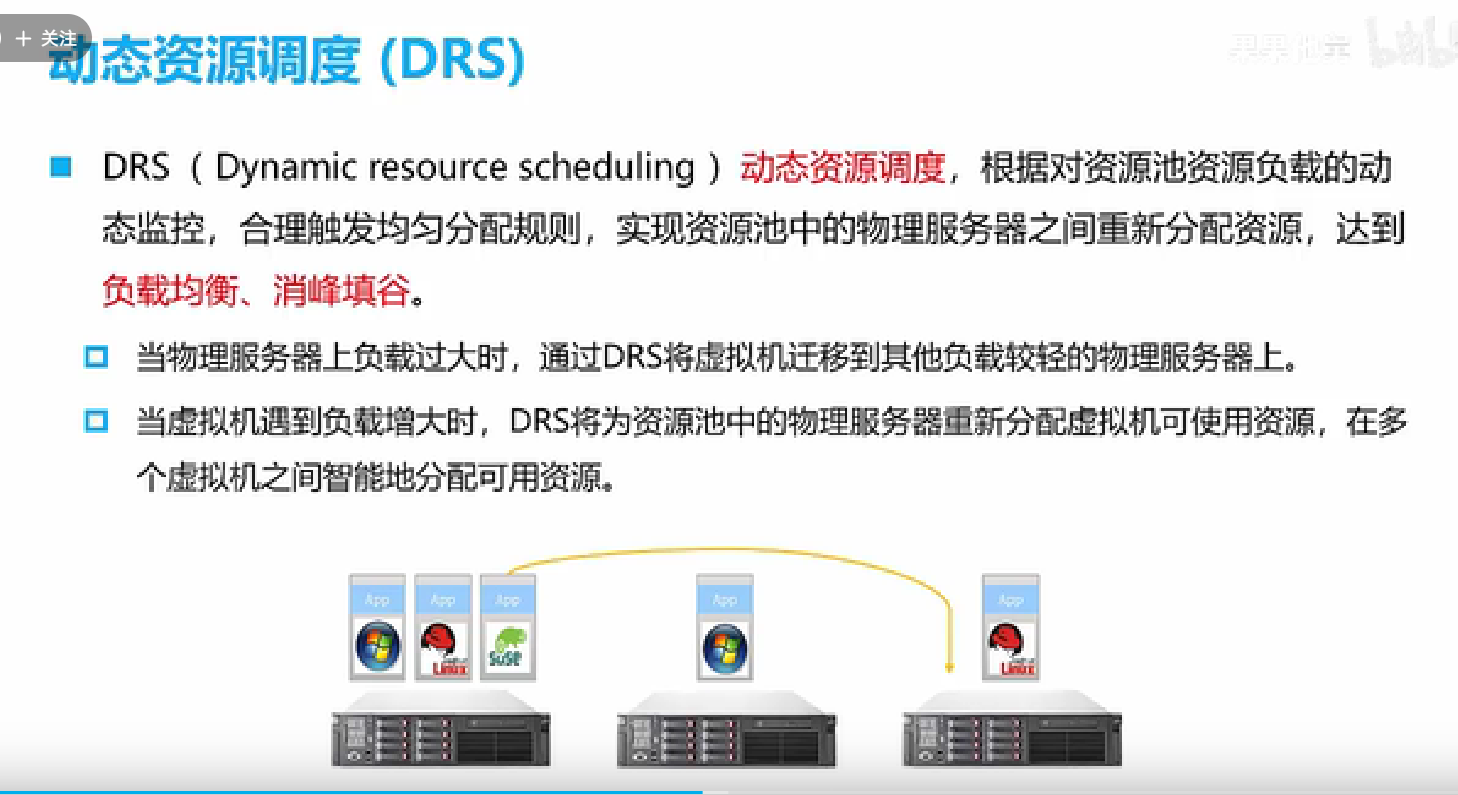 + 关注
动态资源调度 (DRS)
DRS（Dynamic resource scheduling）动态资源调度，根据对资源池资源负载的动
态监控，合理触发均匀分配规则，实现资源池中的物理服务器之间重新分配资源，达到
负载均衡、消峰填谷。
当物理服务器上负载过大时，通过DRS将虚拟机迁移到其他负载较轻的物理服务器上。
当虚拟机遇到负载增大时，DRS将为资源池中的物理服务器重新分配虚拟机可使用资源，在多
个虚拟机之间智能地分配可用资源。
App App App App App
Linux SuSE Linux